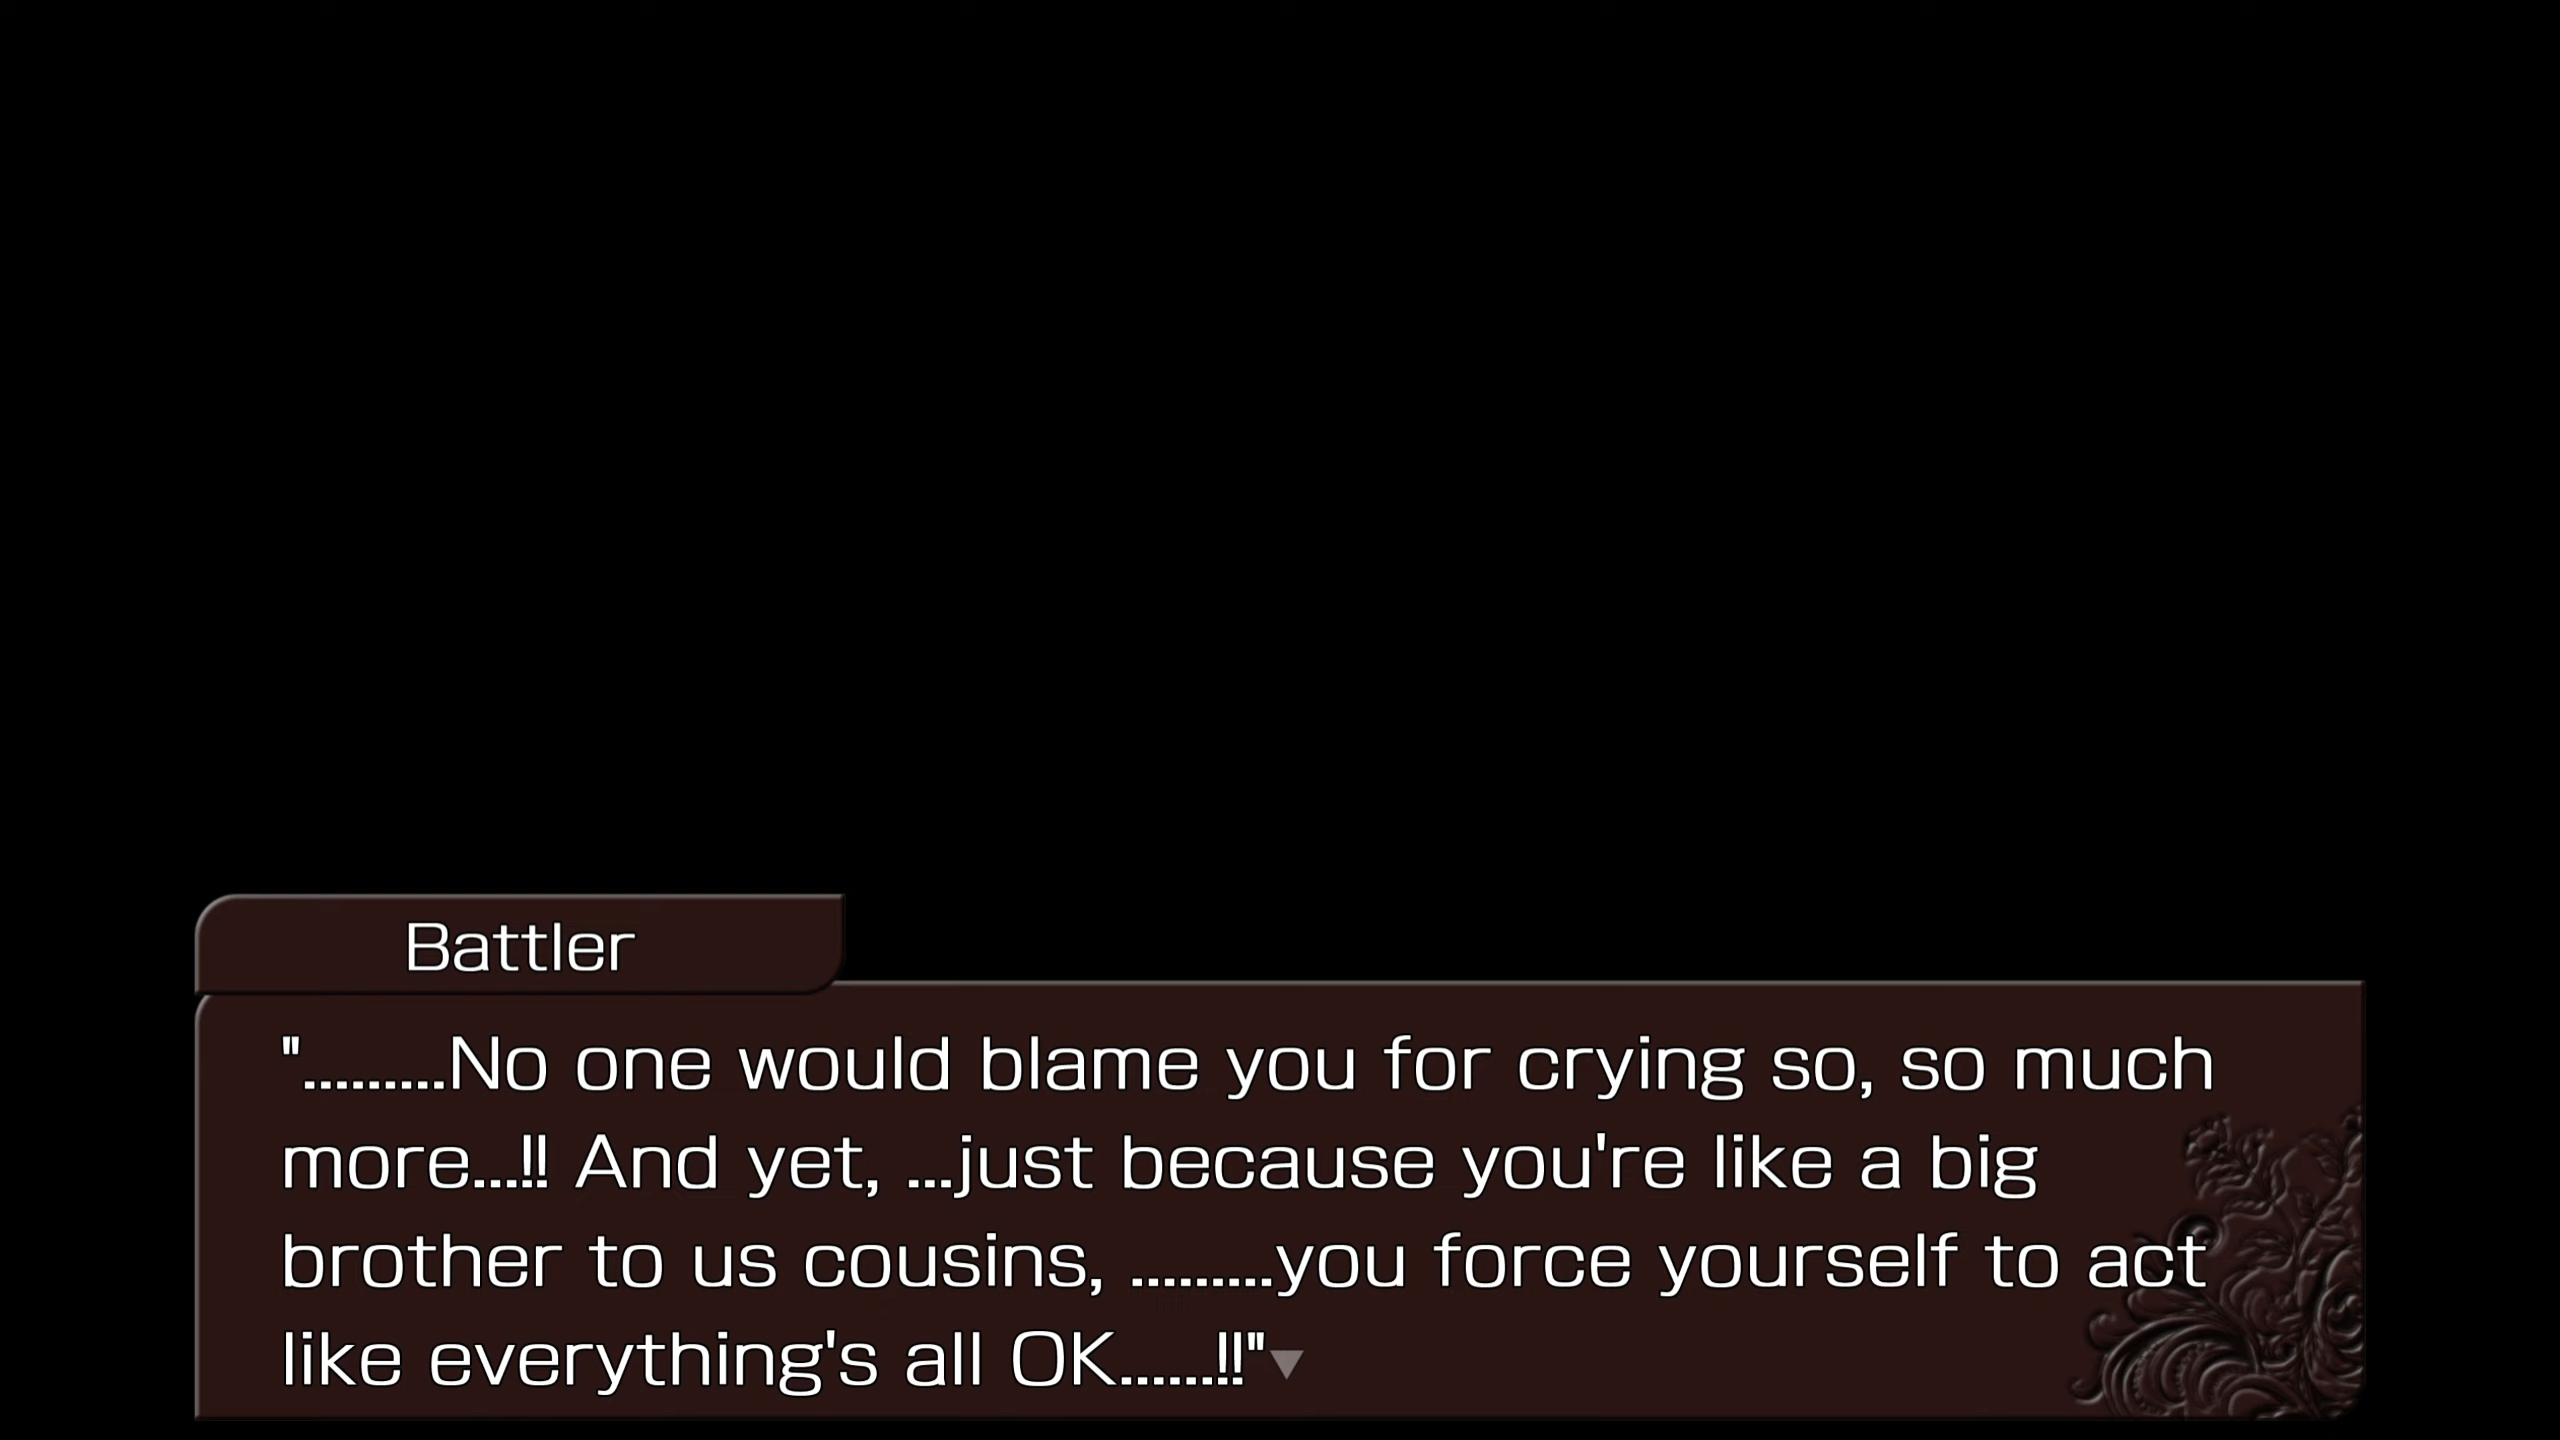 Battler
".........No one would blame you for crying so, so much
more...!! And yet, ...just because you're like a big
brother to us cousins, .........you force yourself to act
like everything's all OK......!!"▼